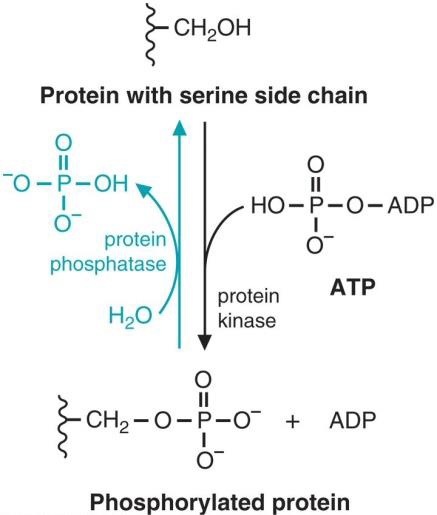 CH₂OH
Protein with serine side chain
O
⁻O – P – OH
O⁻
O
HO – P – O – ADP
O⁻
ATP
protein
phosphatase
H₂O
protein
kinase
O
CH₂ – O – P – O⁻ + ADP
O⁻
Phosphorylated protein